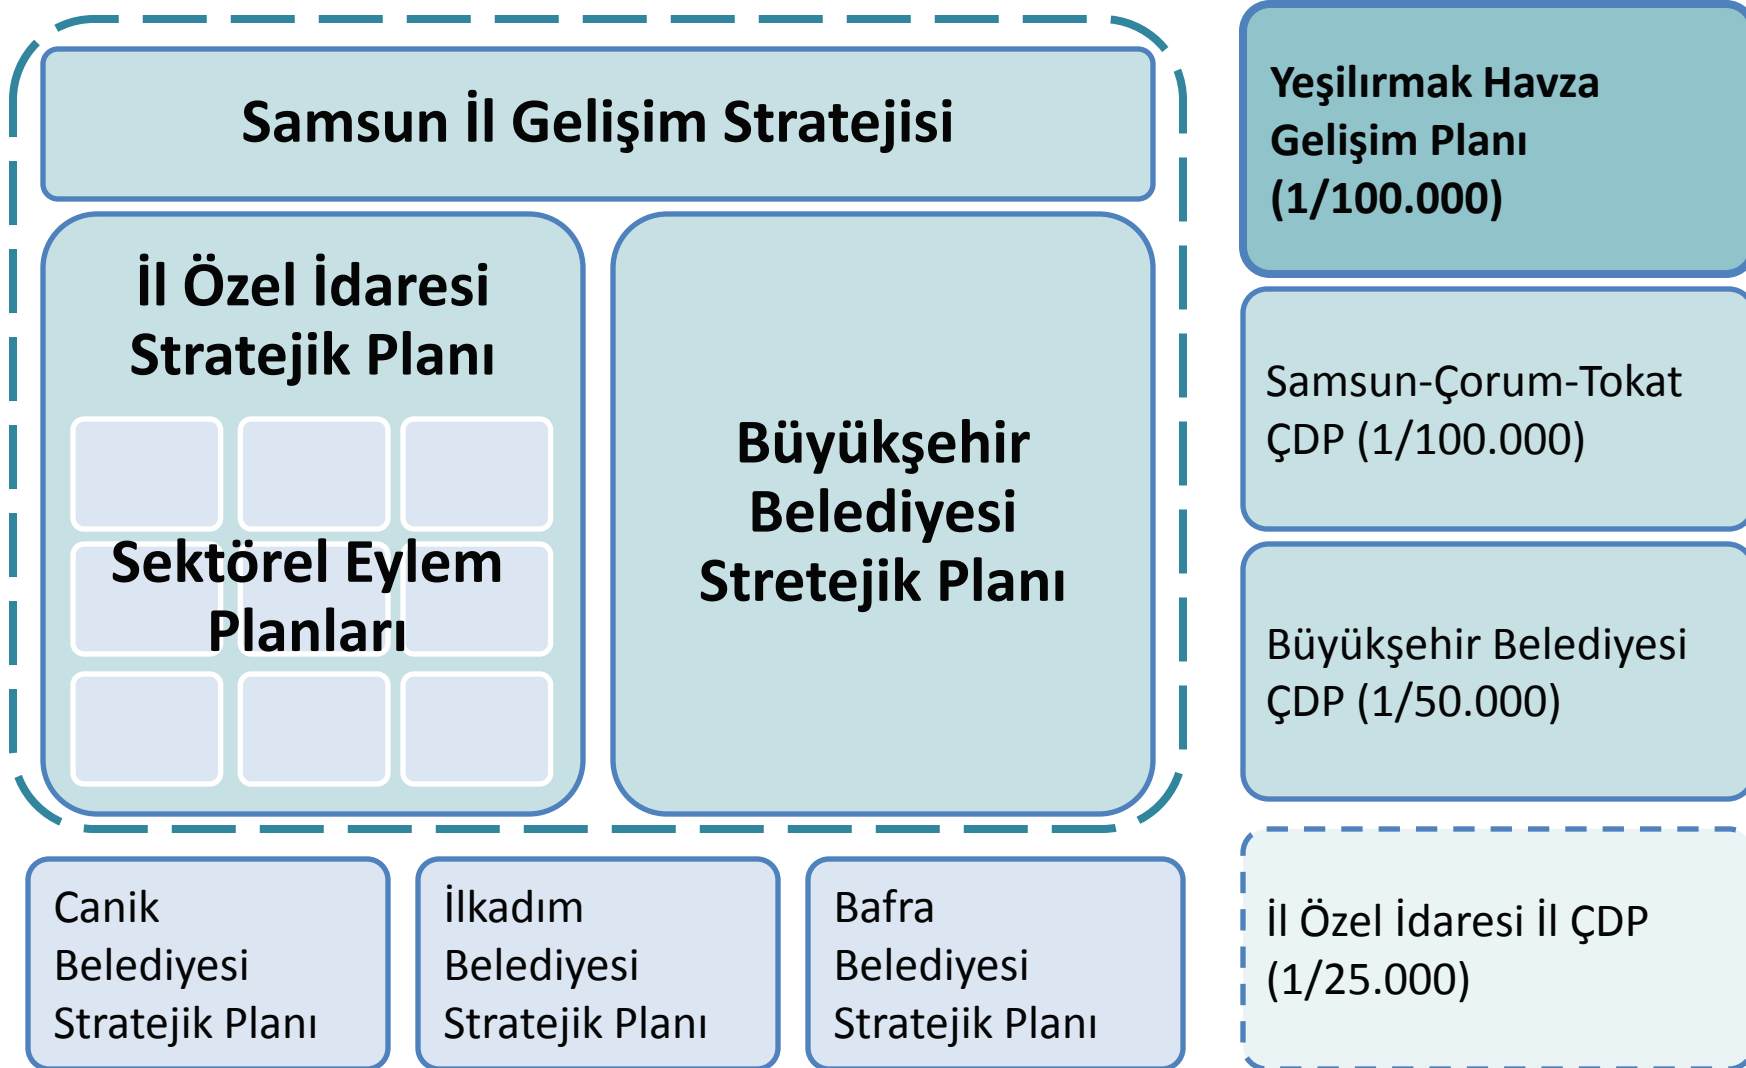 Samsun İl Gelişim Stratejisi
İl Özel İdaresi
Stratejik Planı
Sektörel Eylem
Planları
Büyükşehir
Belediyesi
Stretejik Planı
Canik
Belediyesi
Stratejik Planı
İlkadım
Belediyesi
Stratejik Planı
Bafra
Belediyesi
Stratejik Planı
Yeşilırmak Havza
Gelişim Planı
(1/100.000)
Samsun-Çorum-Tokat
ÇDP (1/100.000)
Büyükşehir Belediyesi
ÇDP (1/50.000)
İl Özel İdaresi İl ÇDP
(1/25.000)